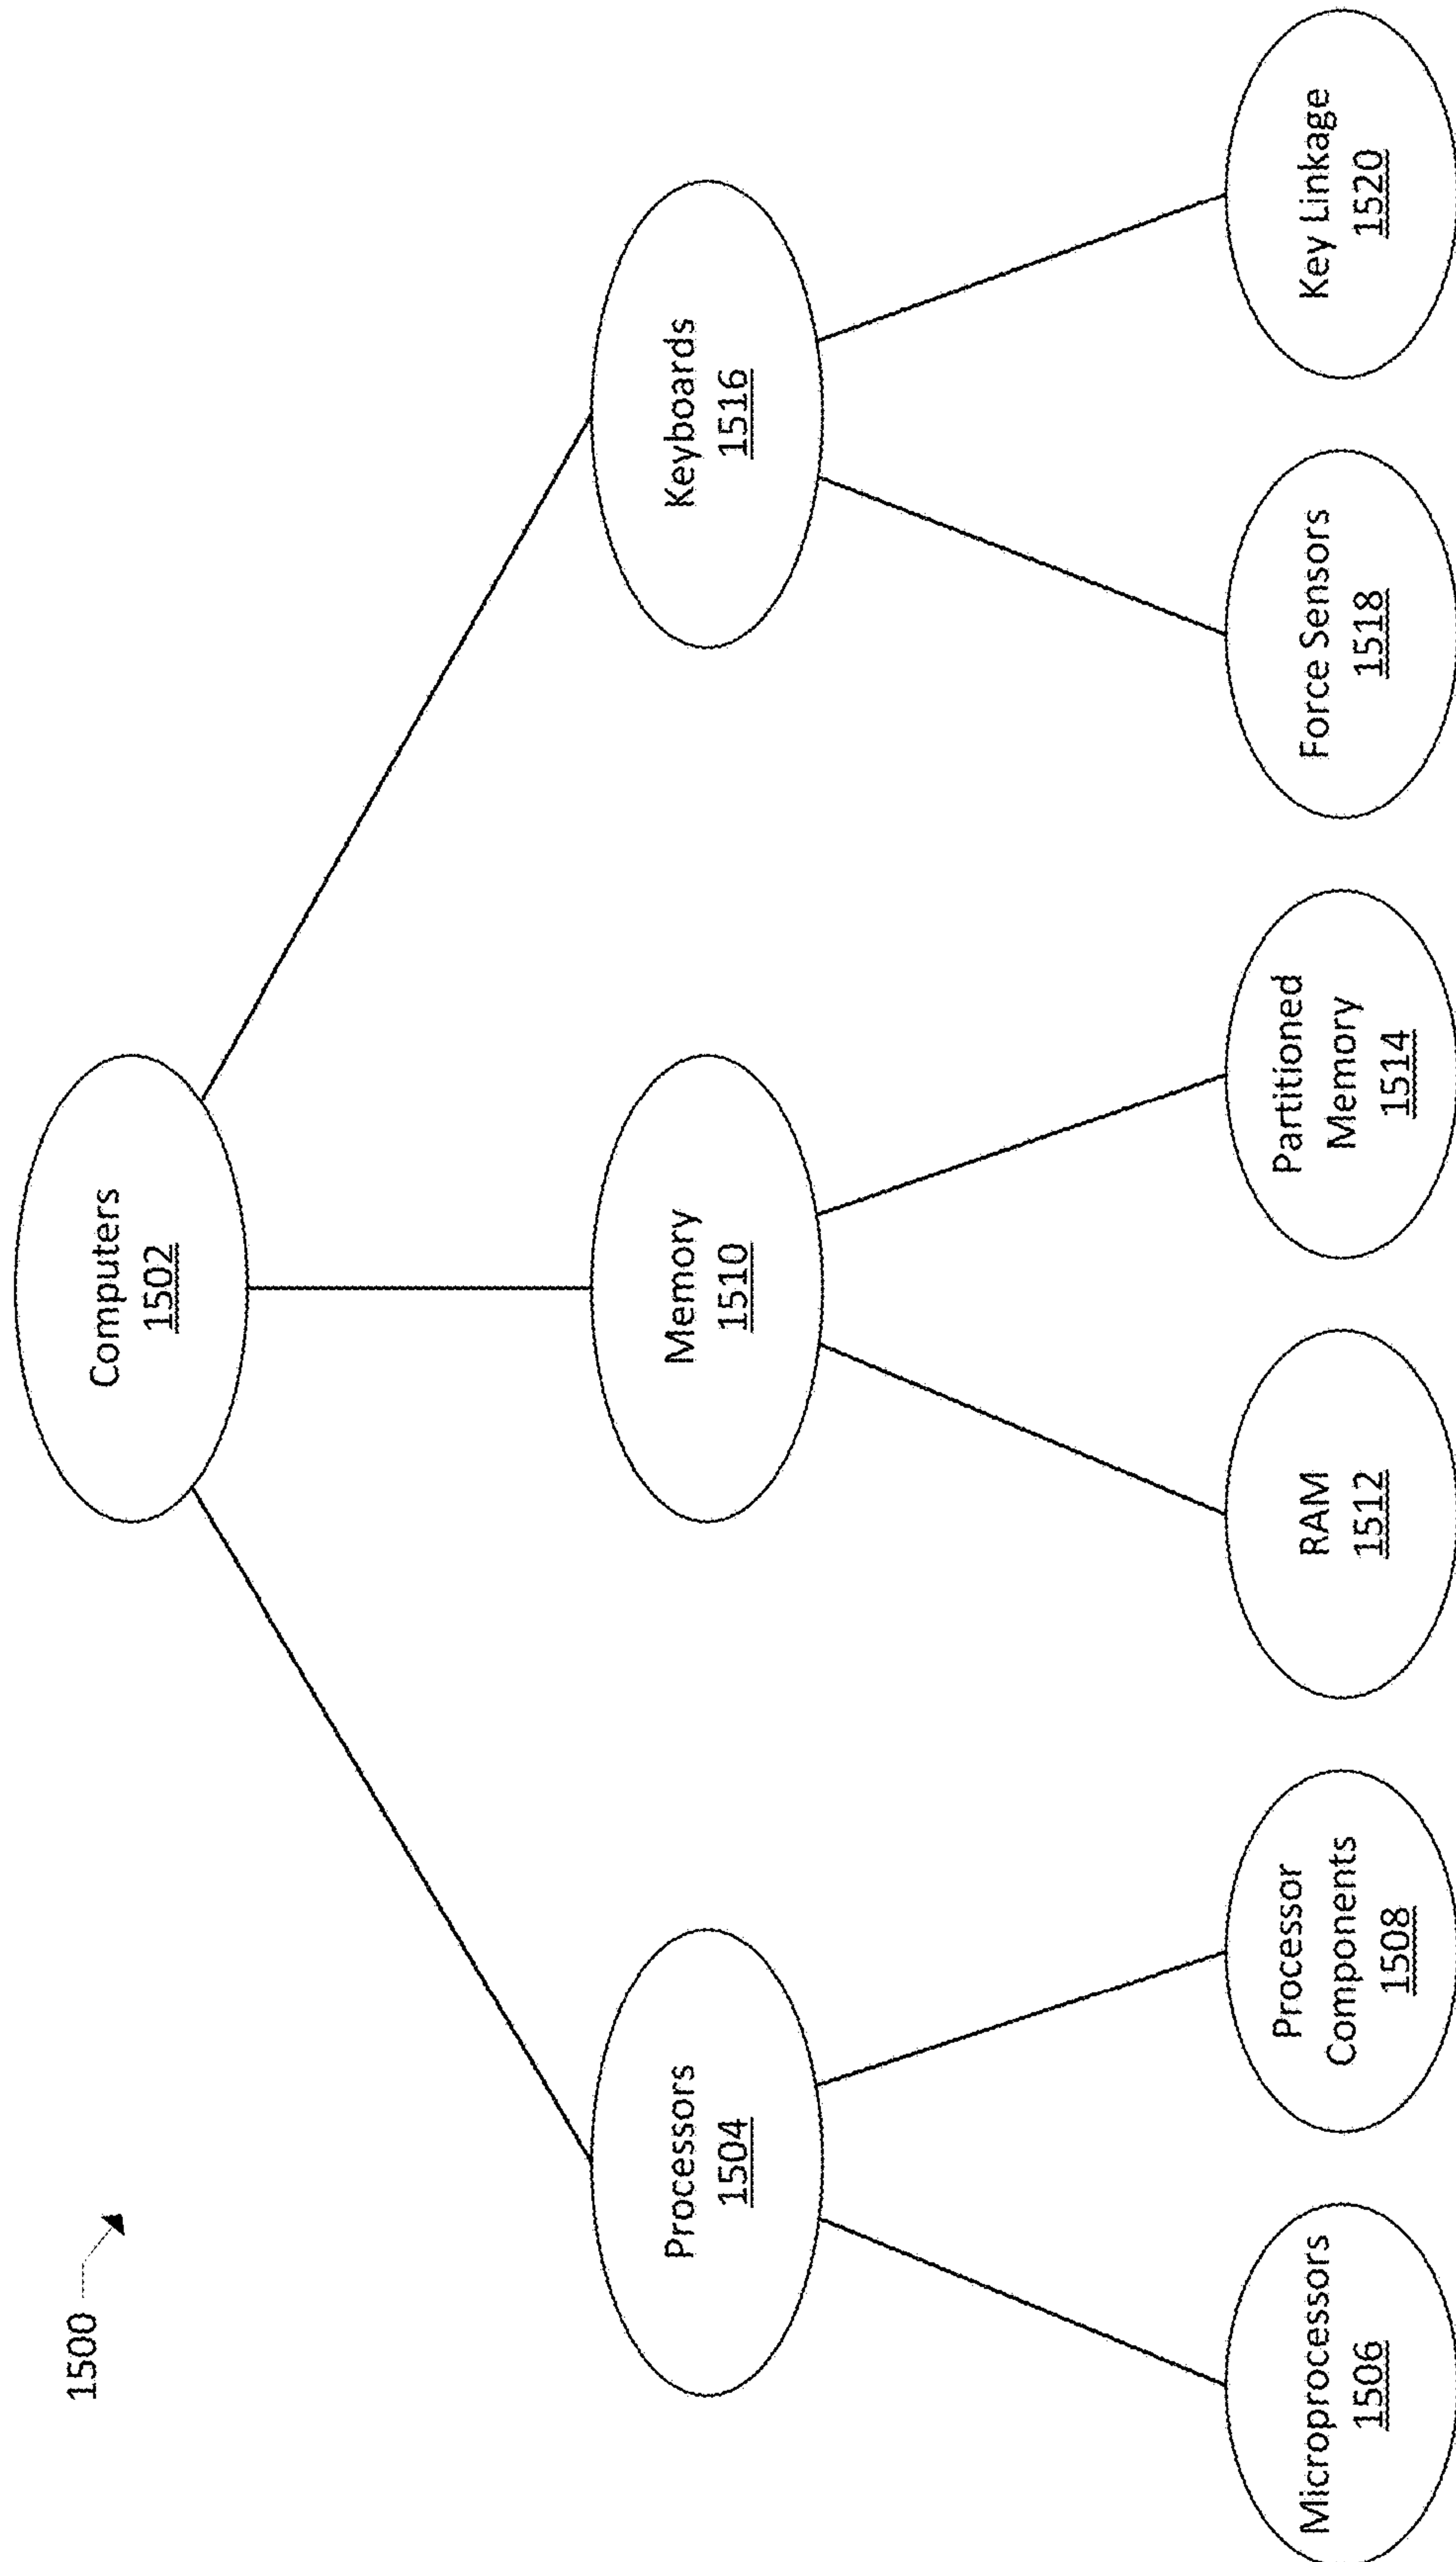 1500
Computers
1502
Processors
1504
Memory
1510
Keyboards
1516
Microprocessors
1506
Processor
Components
1508
RAM
1512
Partitioned
Memory
1514
Force Sensors
1518
Key Linkage
1520